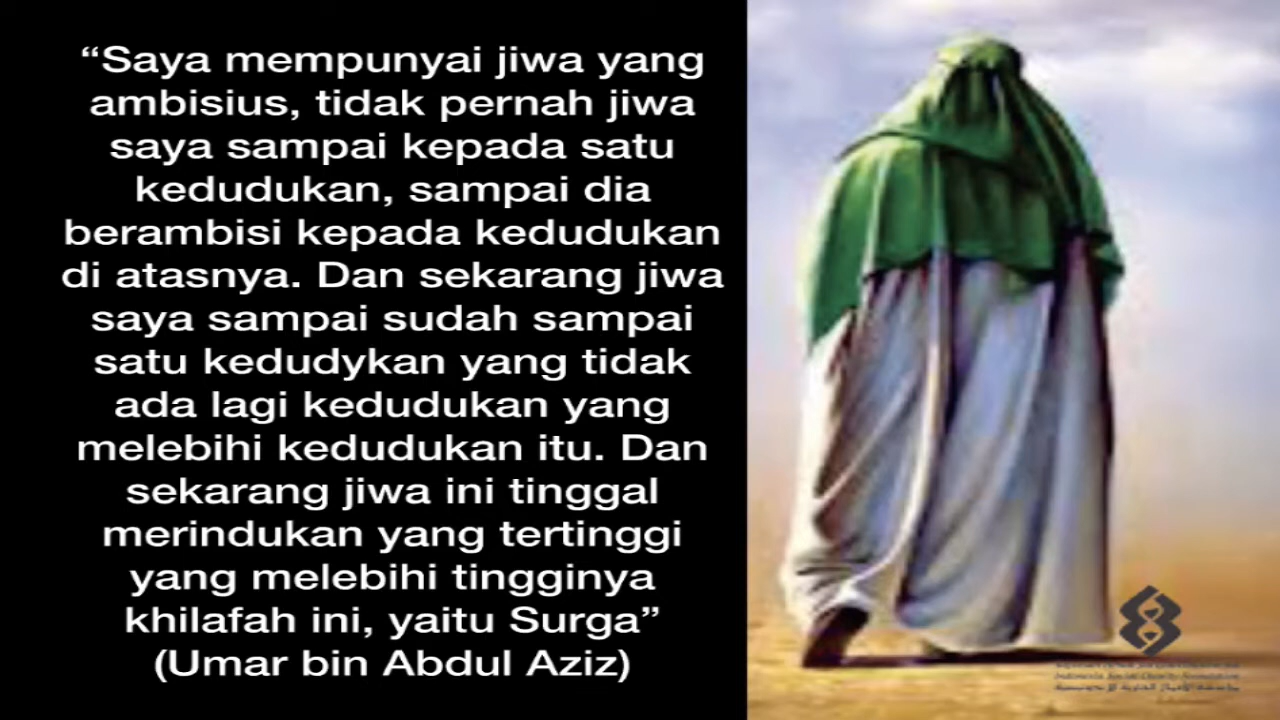 “Saya mempunyai jiwa yang
ambisius, tidak pernah jiwa
saya sampai kepada satu
kedudukan, sampai dia
berambisi kepada kedudukan
di atasnya. Dan sekarang jiwa
saya sampai sudah sampai
satu kedudykan yang tidak
ada lagi kedudukan yang
melebihi kedudukan itu. Dan
sekarang jiwa ini tinggal
merindukan yang tertinggi
yang melebihi tingginya
khilafah ini, yaitu Surga”
(Umar bin Abdul Aziz)